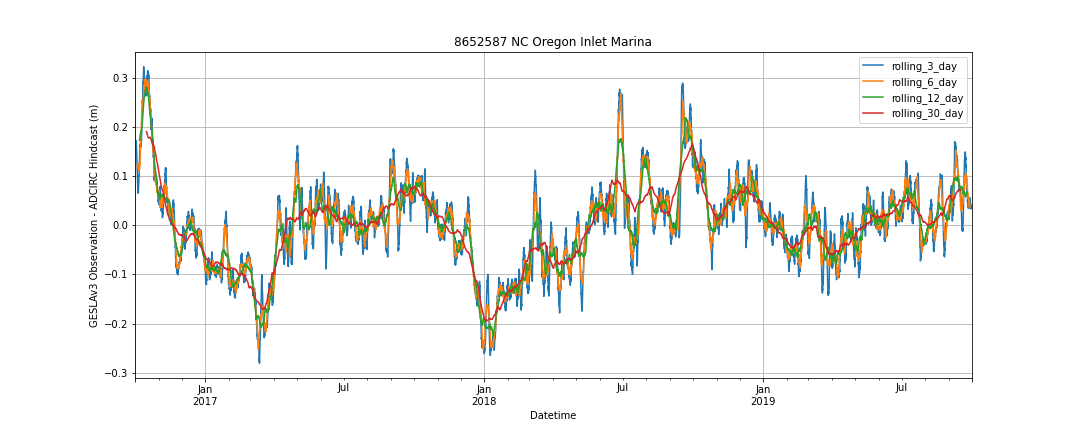 8652587 NC Oregon Inlet Marina
GESLAv3 Observation - ADCIRC Hindcast (m)
0.3
0.2
0.1
0.0
−0.1
−0.2
−0.3
rolling_3_day
rolling_6_day
rolling_12_day
rolling_30_day
Jan
2017
Jul
Jan
2018
Jul
Jan
2019
Jul
Datetime